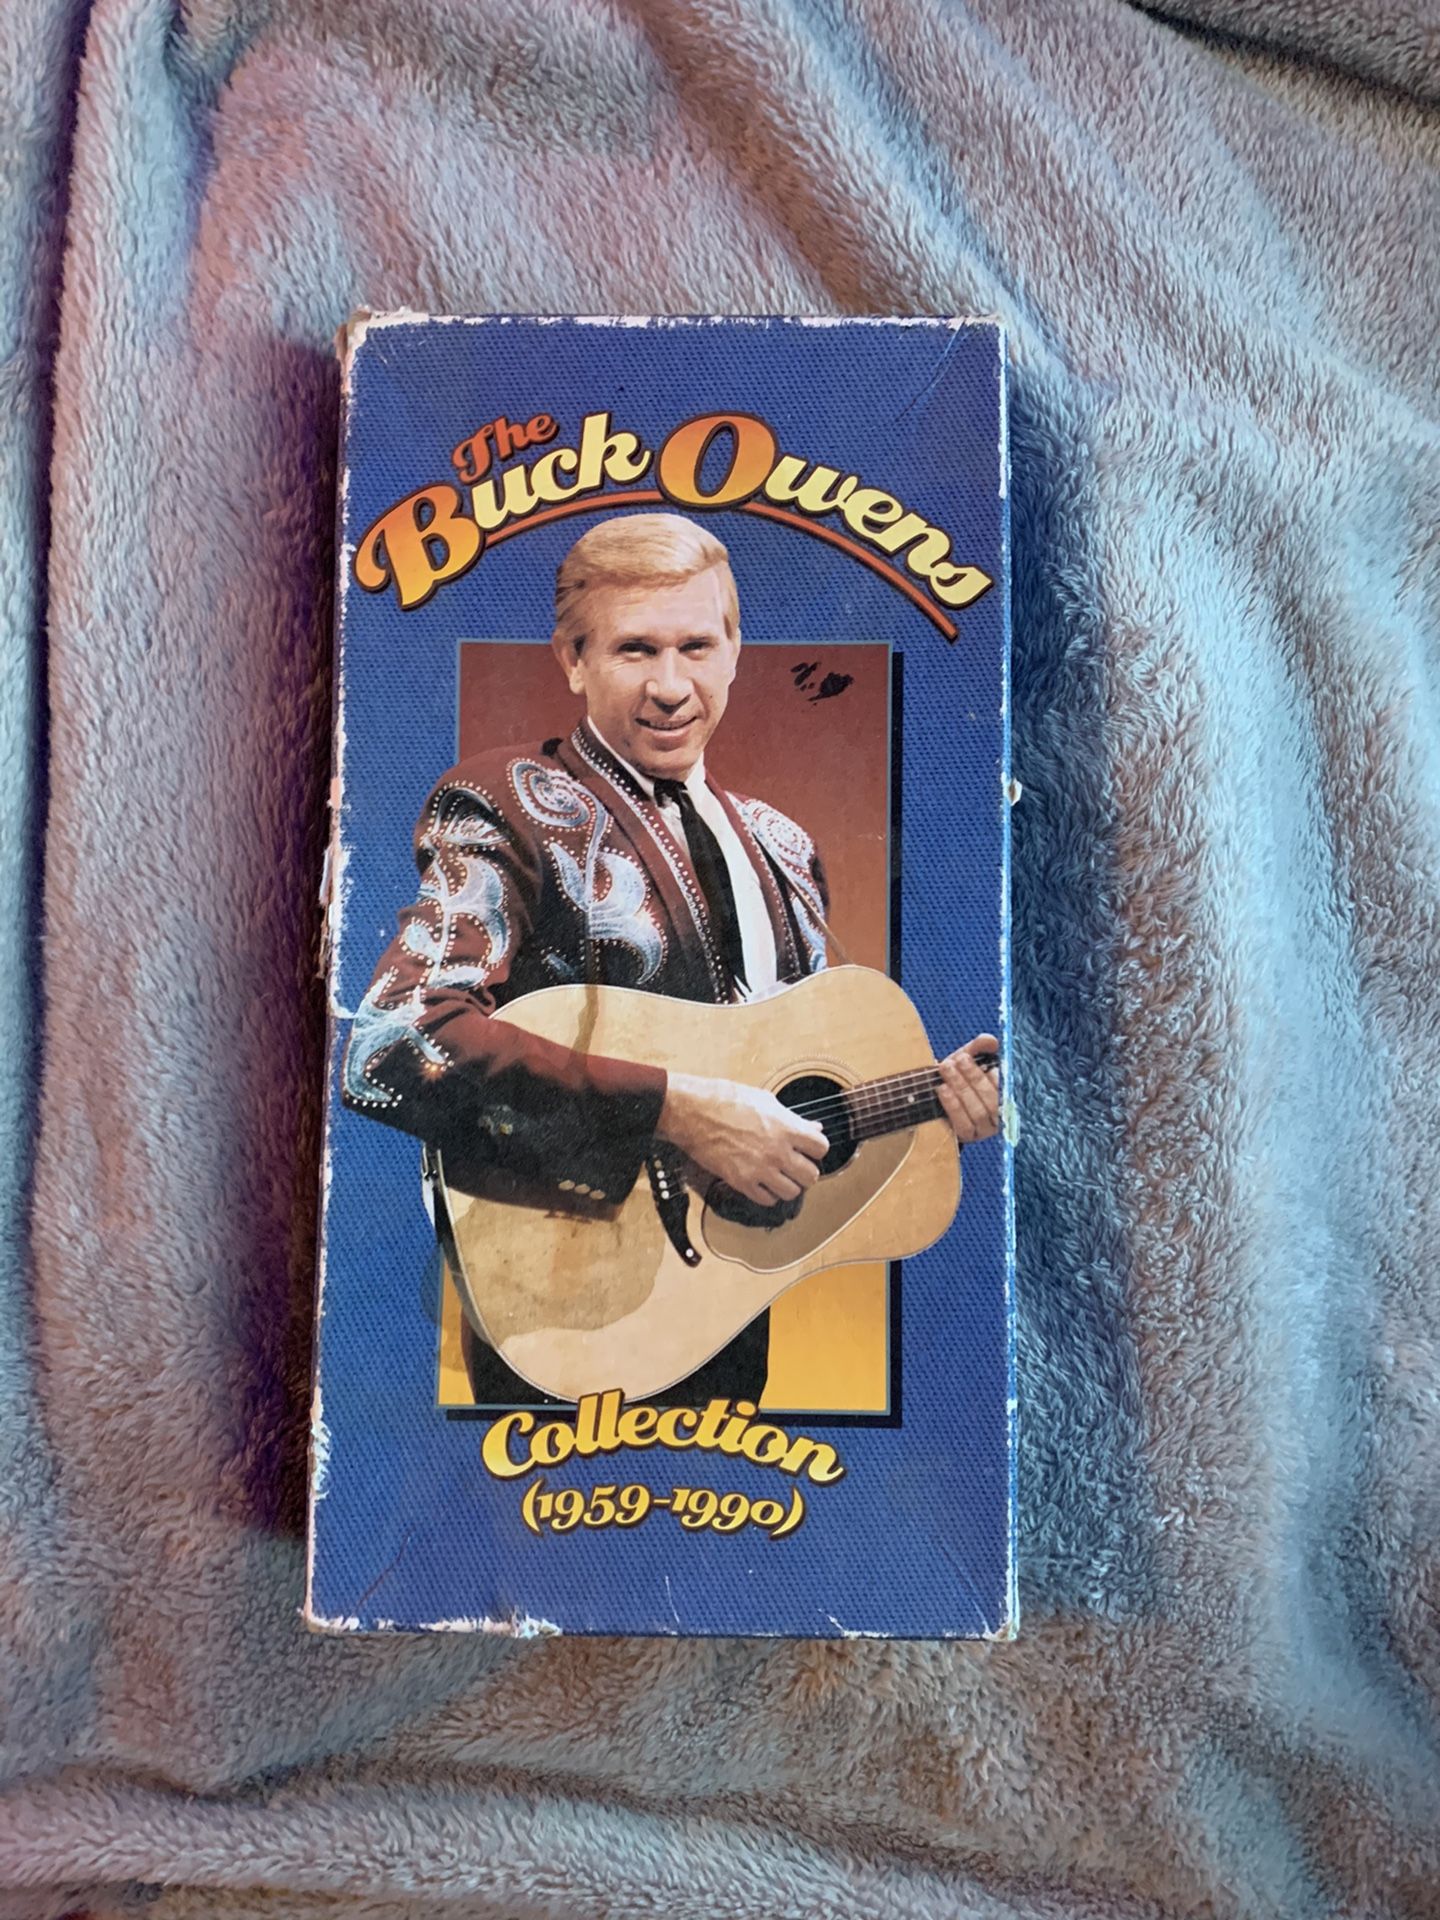 The
Buck Owens
Collection
(1959-1990)